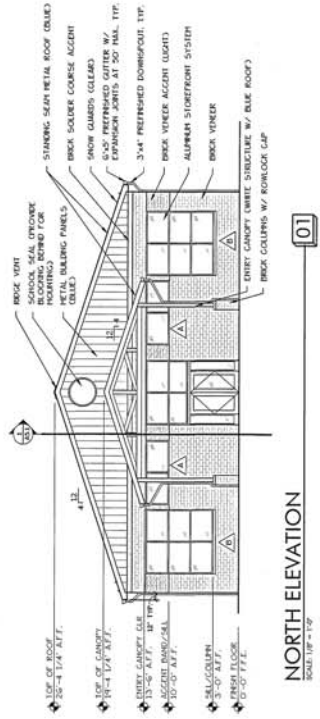 RIDGE VENT
SCHOOL SEAL (PROVIDE
BLOCKING BEHIND FOR
MOUNTING)
METAL BUILDING PANELS
(BLUE)
STANDING SEAM METAL ROOF (BLUE)
BRICK SOLDIER COURSE ACCENT
SNOW GUARDS (CLEAR)
6"x5" PREFINISHED GUTTER W/
EXPANSION JOINTS AT 50' MAX. TYP.
3"x4" PREFINISHED DOWNSPOUT, TYP.
BRICK VENEER ACCENT (LIGHT)
ALUMINUM STOREFRONT SYSTEM
BRICK VENEER
ENTRY CANOPY (WHITE STRUCTURE W/ BLUE ROOF)
BRICK COLUMNS W/ ROWLOCK CAP
1
12
4
12
4
A
A
B
B
TOP OF ROOF
26'-4 1/4" A.F.F.
TOP OF CANOPY
19'-4 1/4" A.F.F.
ENTRY CANOPY CLR
13'-6" A.F.F.
12" TYP.
ACCENT BAND/SILL
10'-0" A.F.F.
SILL/COLUMN
3'-0" A.F.F.
FINISH FLOOR
0'-0" F.F.E.
NORTH ELEVATION
SCALE: 1/8" = 1'-0"
01